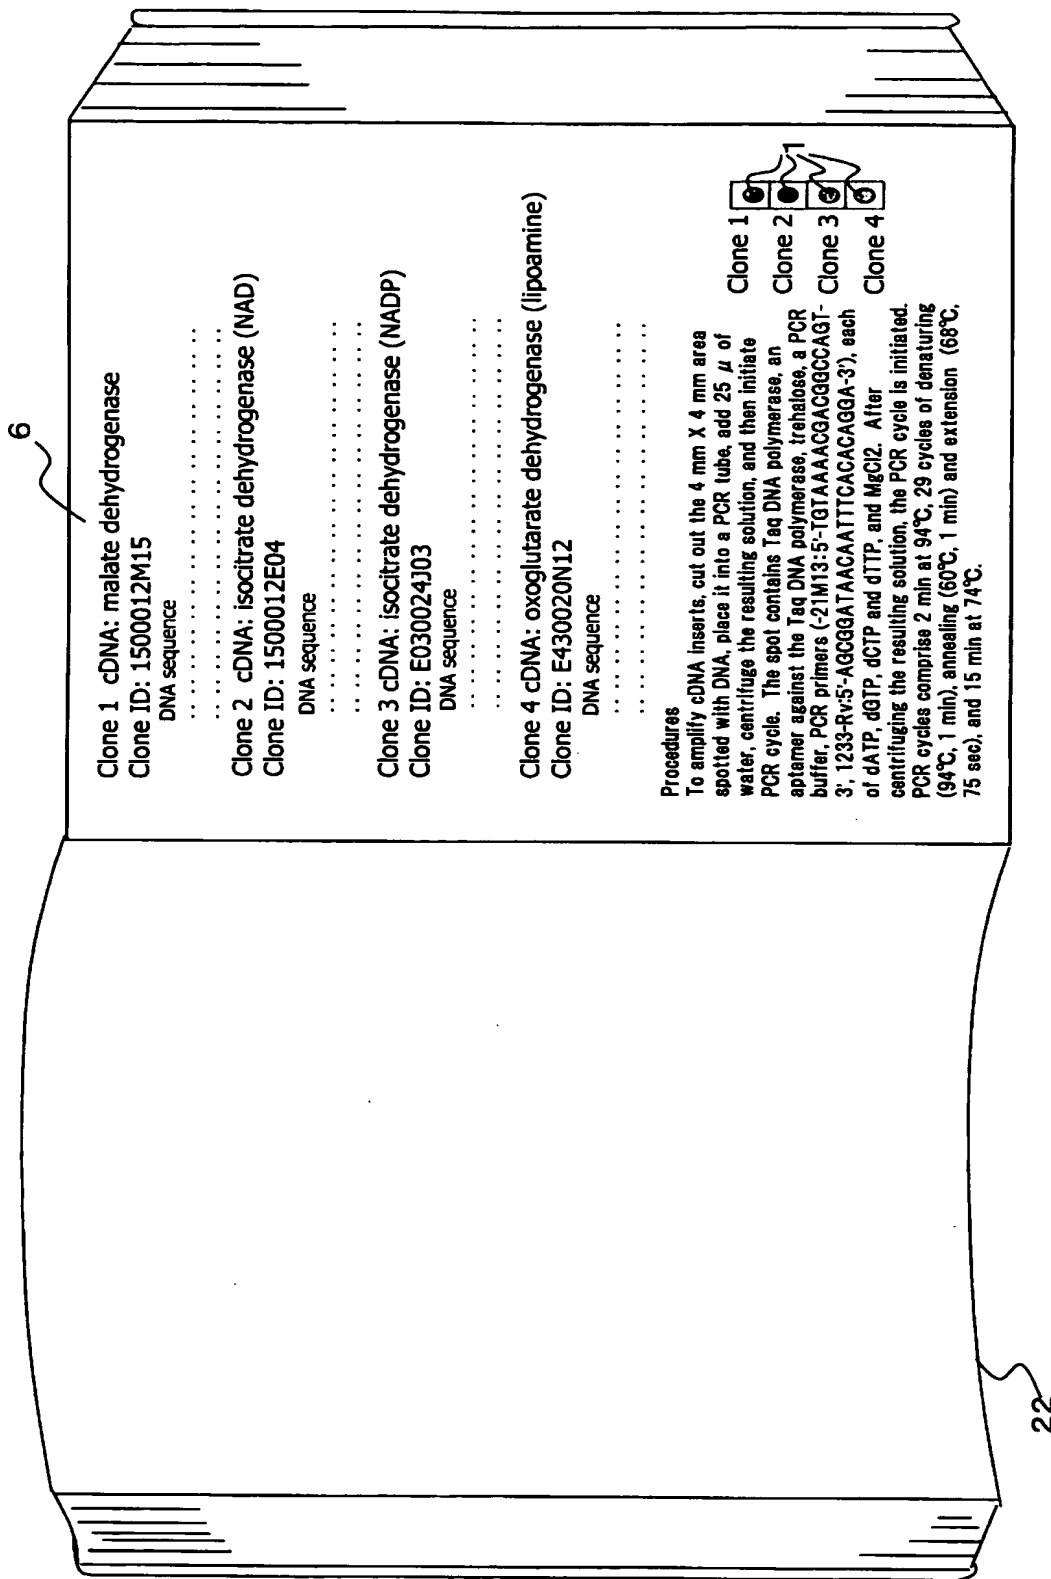 6
Clone 1 cDNA: malate dehydrogenase
Clone ID: 1500012M15
DNA sequence
Clone 2 cDNA: isocitrate dehydrogenase (NAD)
Clone ID: 1500012E04
DNA sequence
Clone 3 cDNA: isocitrate dehydrogenase (NADP)
Clone ID: E030024J03
DNA sequence
Clone 4 cDNA: oxoglutarate dehydrogenase (lipoamine)
Clone ID: E430020N12
DNA sequence
Procedures
To amplify cDNA inserts, cut out the 4 mm X 4 mm area
spotted with DNA, place it into a PCR tube, add 25 μ of
water, centrifuge the resulting solution, and then initiate
PCR cycle. The spot contains Taq DNA polymerase, an
aptamer against the Taq DNA polymerase, trehalose, a PCR
buffer, PCR primers (-21M13:5'-TGTAAAACGACGGCCAGT-
3', 1233-Rv:5'-AGCGGATAACAATTTCACACAGGA-3'), each
of dATP, dGTP, dCTP and dTTP, and MgCl2. After
centrifuging the resulting solution, the PCR cycle is initiated.
PCR cycles comprise 2 min at 94℃, 29 cycles of denaturing
(94℃, 1 min), annealing (60℃, 1 min) and extension (68℃,
75 sec), and 15 min at 74℃.
Clone 1
Clone 2
Clone 3
Clone 4
1
22